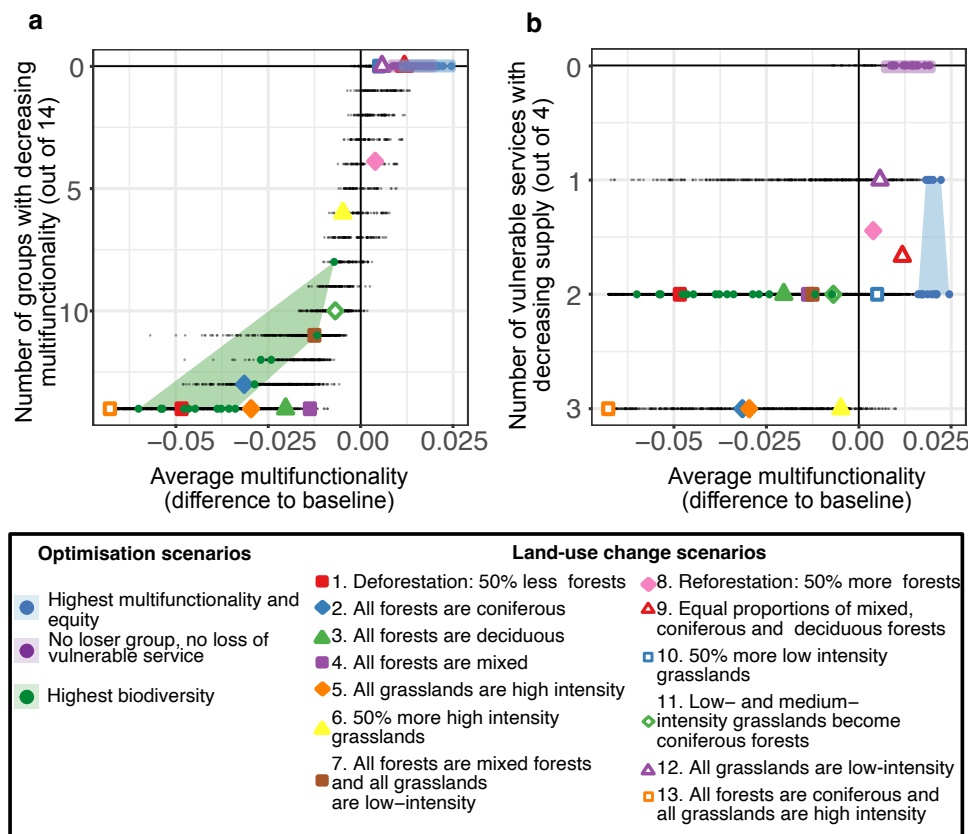 a
Number of groups with decreasing
multifunctionality (out of 14)
0
5
10
−0.05
−0.025
0.00
0.025
Average multifunctionality
(difference to baseline)
b
Number of vulnerable services with
decreasing supply (out of 4)
0
1
2
3
−0.05
−0.025
0.00
0.025
Average multifunctionality
(difference to baseline)
Optimisation scenarios
Highest multifunctionality and
equity
No loser group, no loss of
vulnerable service
Highest biodiversity
Land-use change scenarios
1. Deforestation: 50% less forests
2. All forests are coniferous
3. All forests are deciduous
4. All forests are mixed
5. All grasslands are high intensity
6. 50% more high intensity
grasslands
7. All forests are mixed forests
and all grasslands
are low−intensity
8. Reforestation: 50% more forests
9. Equal proportions of mixed,
coniferous and deciduous forests
10. 50% more low intensity
grasslands
11. Low− and medium−
intensity grasslands become
coniferous forests
12. All grasslands are low-intensity
13. All forests are coniferous and
all grasslands are high intensity